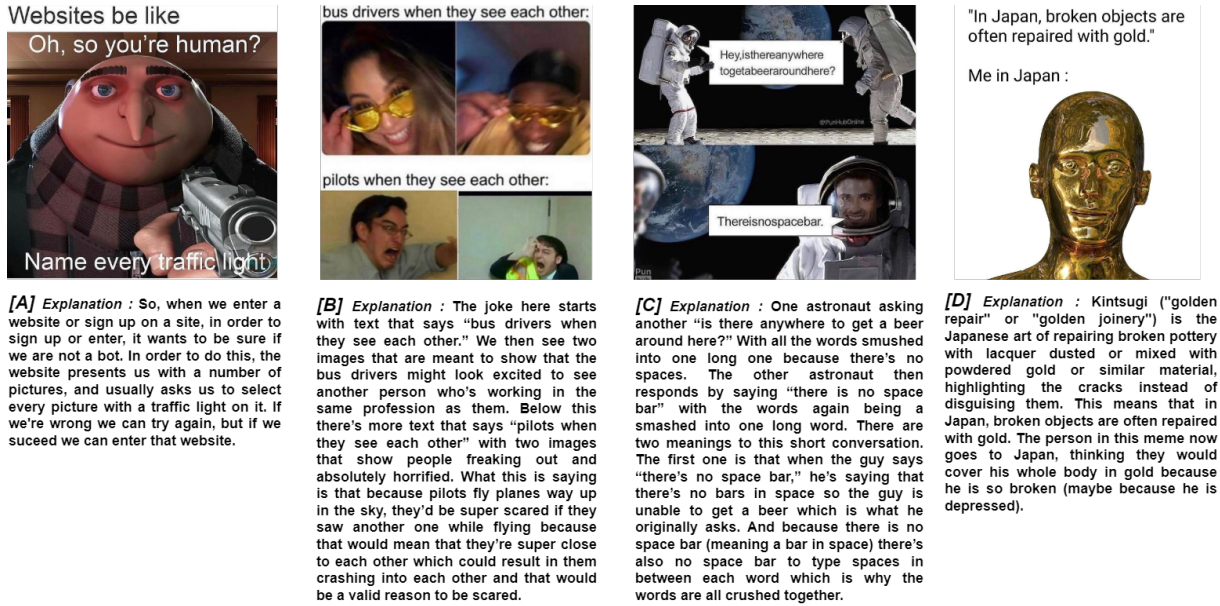 Websites be like
Oh, so you're human?
Name every traffic light
[A] Explanation : So, when we enter a
website or sign up on a site, in order to
sign up or enter, it wants to be sure if
we are not a bot. In order to do this, the
website presents us with a number of
pictures, and usually asks us to select
every picture with a traffic light on it. If
we're wrong we can try again, but if we
suceed we can enter that website.
bus drivers when they see each other:
pilots when they see each other:
[B] Explanation : The joke here starts
with text that says “bus drivers when
they see each other.” We then see two
images that are meant to show that the
bus drivers might look excited to see
another person who’s working in the
same profession as them. Below this
there’s more text that says “pilots when
they see each other” with two images
that show people freaking out and
absolutely horrified. What this is saying
is that because pilots fly planes way up
in the sky, they’d be super scared if they
saw another one while flying because
that would mean that they’re super close
to each other which could result in them
crashing into each other and that would
be a valid reason to be scared.
Hey,isthereanywhere
togetabeeraroundhere?
@PunHubOnline
Thereisnospacebar.
Pun
[C] Explanation : One astronaut asking
another “is there anywhere to get a beer
around here?” With all the words smushed
into one long one because there’s no
spaces. The other astronaut then
responds by saying “there is no space
bar” with the words again being a
smashed into one long word. There are
two meanings to this short conversation.
The first one is that when the guy says
“there’s no space bar,” he’s saying that
there’s no bars in space so the guy is
unable to get a beer which is what he
originally asks. And because there is no
space bar (meaning a bar in space) there’s
also no space bar to type spaces in
between each word which is why the
words are all crushed together.
"In Japan, broken objects are
often repaired with gold."
Me in Japan :
[D] Explanation : Kintsugi ("golden
repair" or "golden joinery") is the
Japanese art of repairing broken pottery
with lacquer dusted or mixed with
powdered gold or similar material,
highlighting the cracks instead of
disguising them. This means that in
Japan, broken objects are often repaired
with gold. The person in this meme now
goes to Japan, thinking they would
cover his whole body in gold because
he is so broken (maybe because he is
depressed).